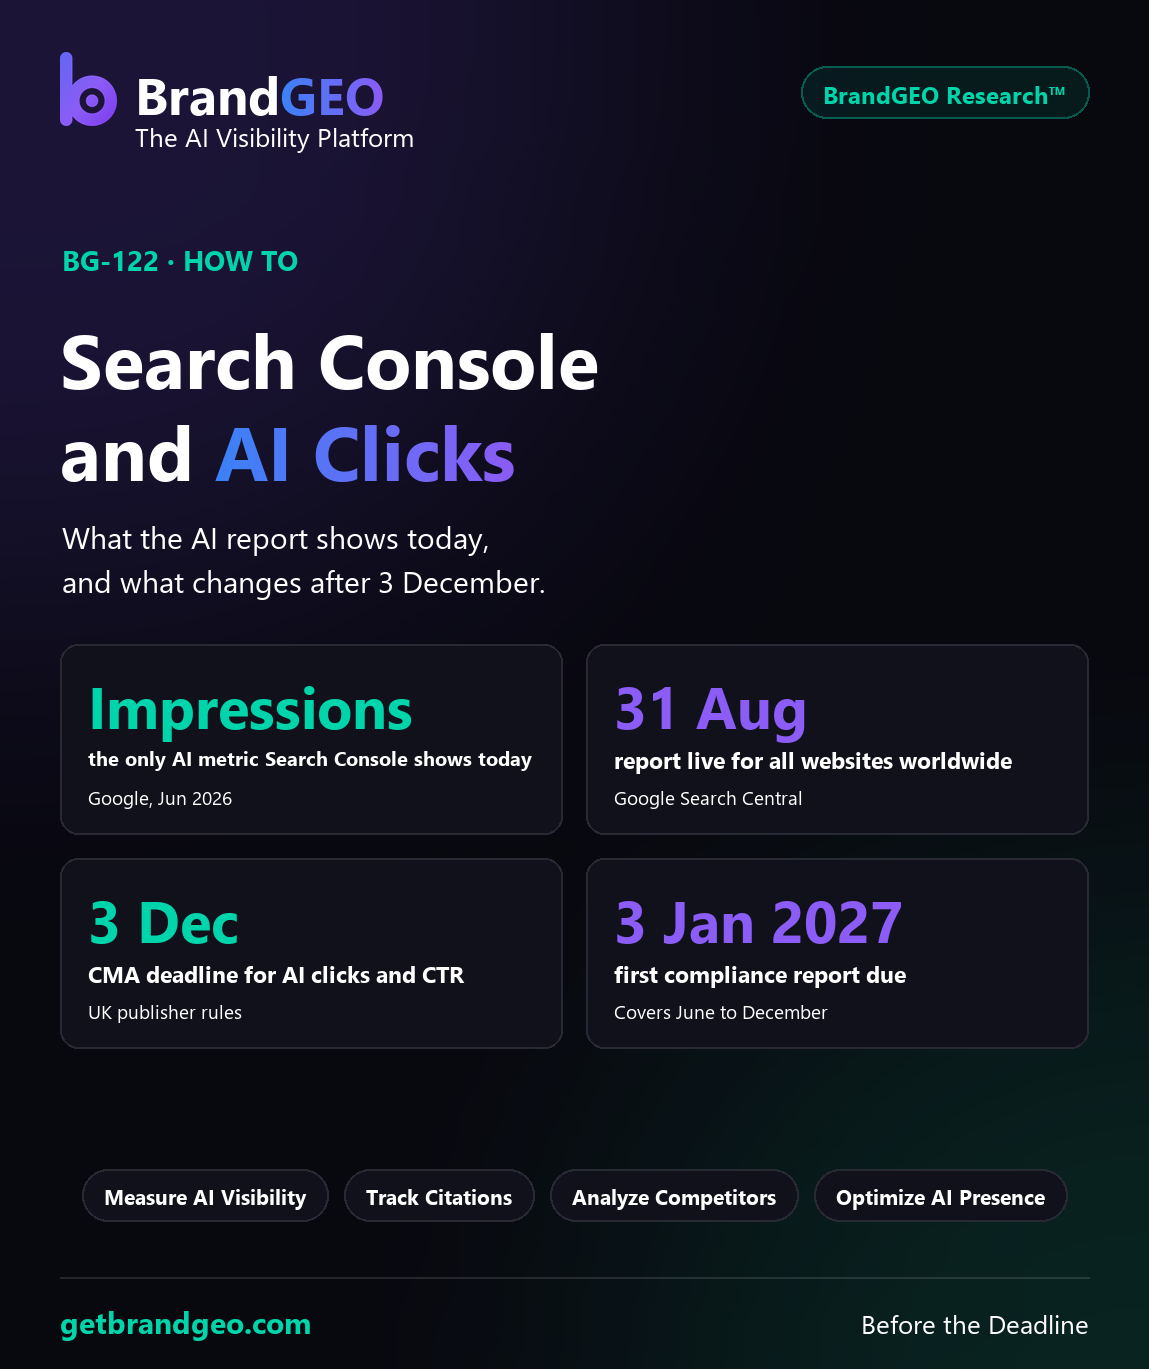 BrandGEO
The AI Visibility Platform
BrandGEO Research™
BG-122 · HOW TO
Search Console
and AI Clicks
What the AI report shows today,
and what changes after 3 December.
Impressions
the only AI metric Search Console shows today
Google, Jun 2026
31 Aug
report live for all websites worldwide
Google Search Central
3 Dec
CMA deadline for AI clicks and CTR
UK publisher rules
3 Jan 2027
first compliance report due
Covers June to December
Measure AI Visibility
Track Citations
Analyze Competitors
Optimize AI Presence
getbrandgeo.com
Before the Deadline